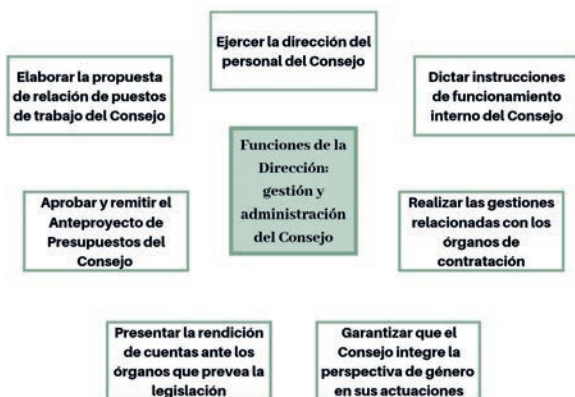 Ejercer la dirección del
personal del Consejo
Elaborar la propuesta
de relación de puestos
de trabajo del Consejo
Dictar instrucciones
de funcionamiento
interno del Consejo
Funciones de la
Dirección:
gestión y
administración
del Consejo
Aprobar y remitir el
Anteproyecto de
Presupuestos del
Consejo
Realizar las gestiones
relacionadas con los
órganos de
contratación
Presentar la rendición
de cuentas ante los
órganos que prevea la
legislación
Garantizar que el
Consejo integre la
perspectiva de género
en sus actuaciones